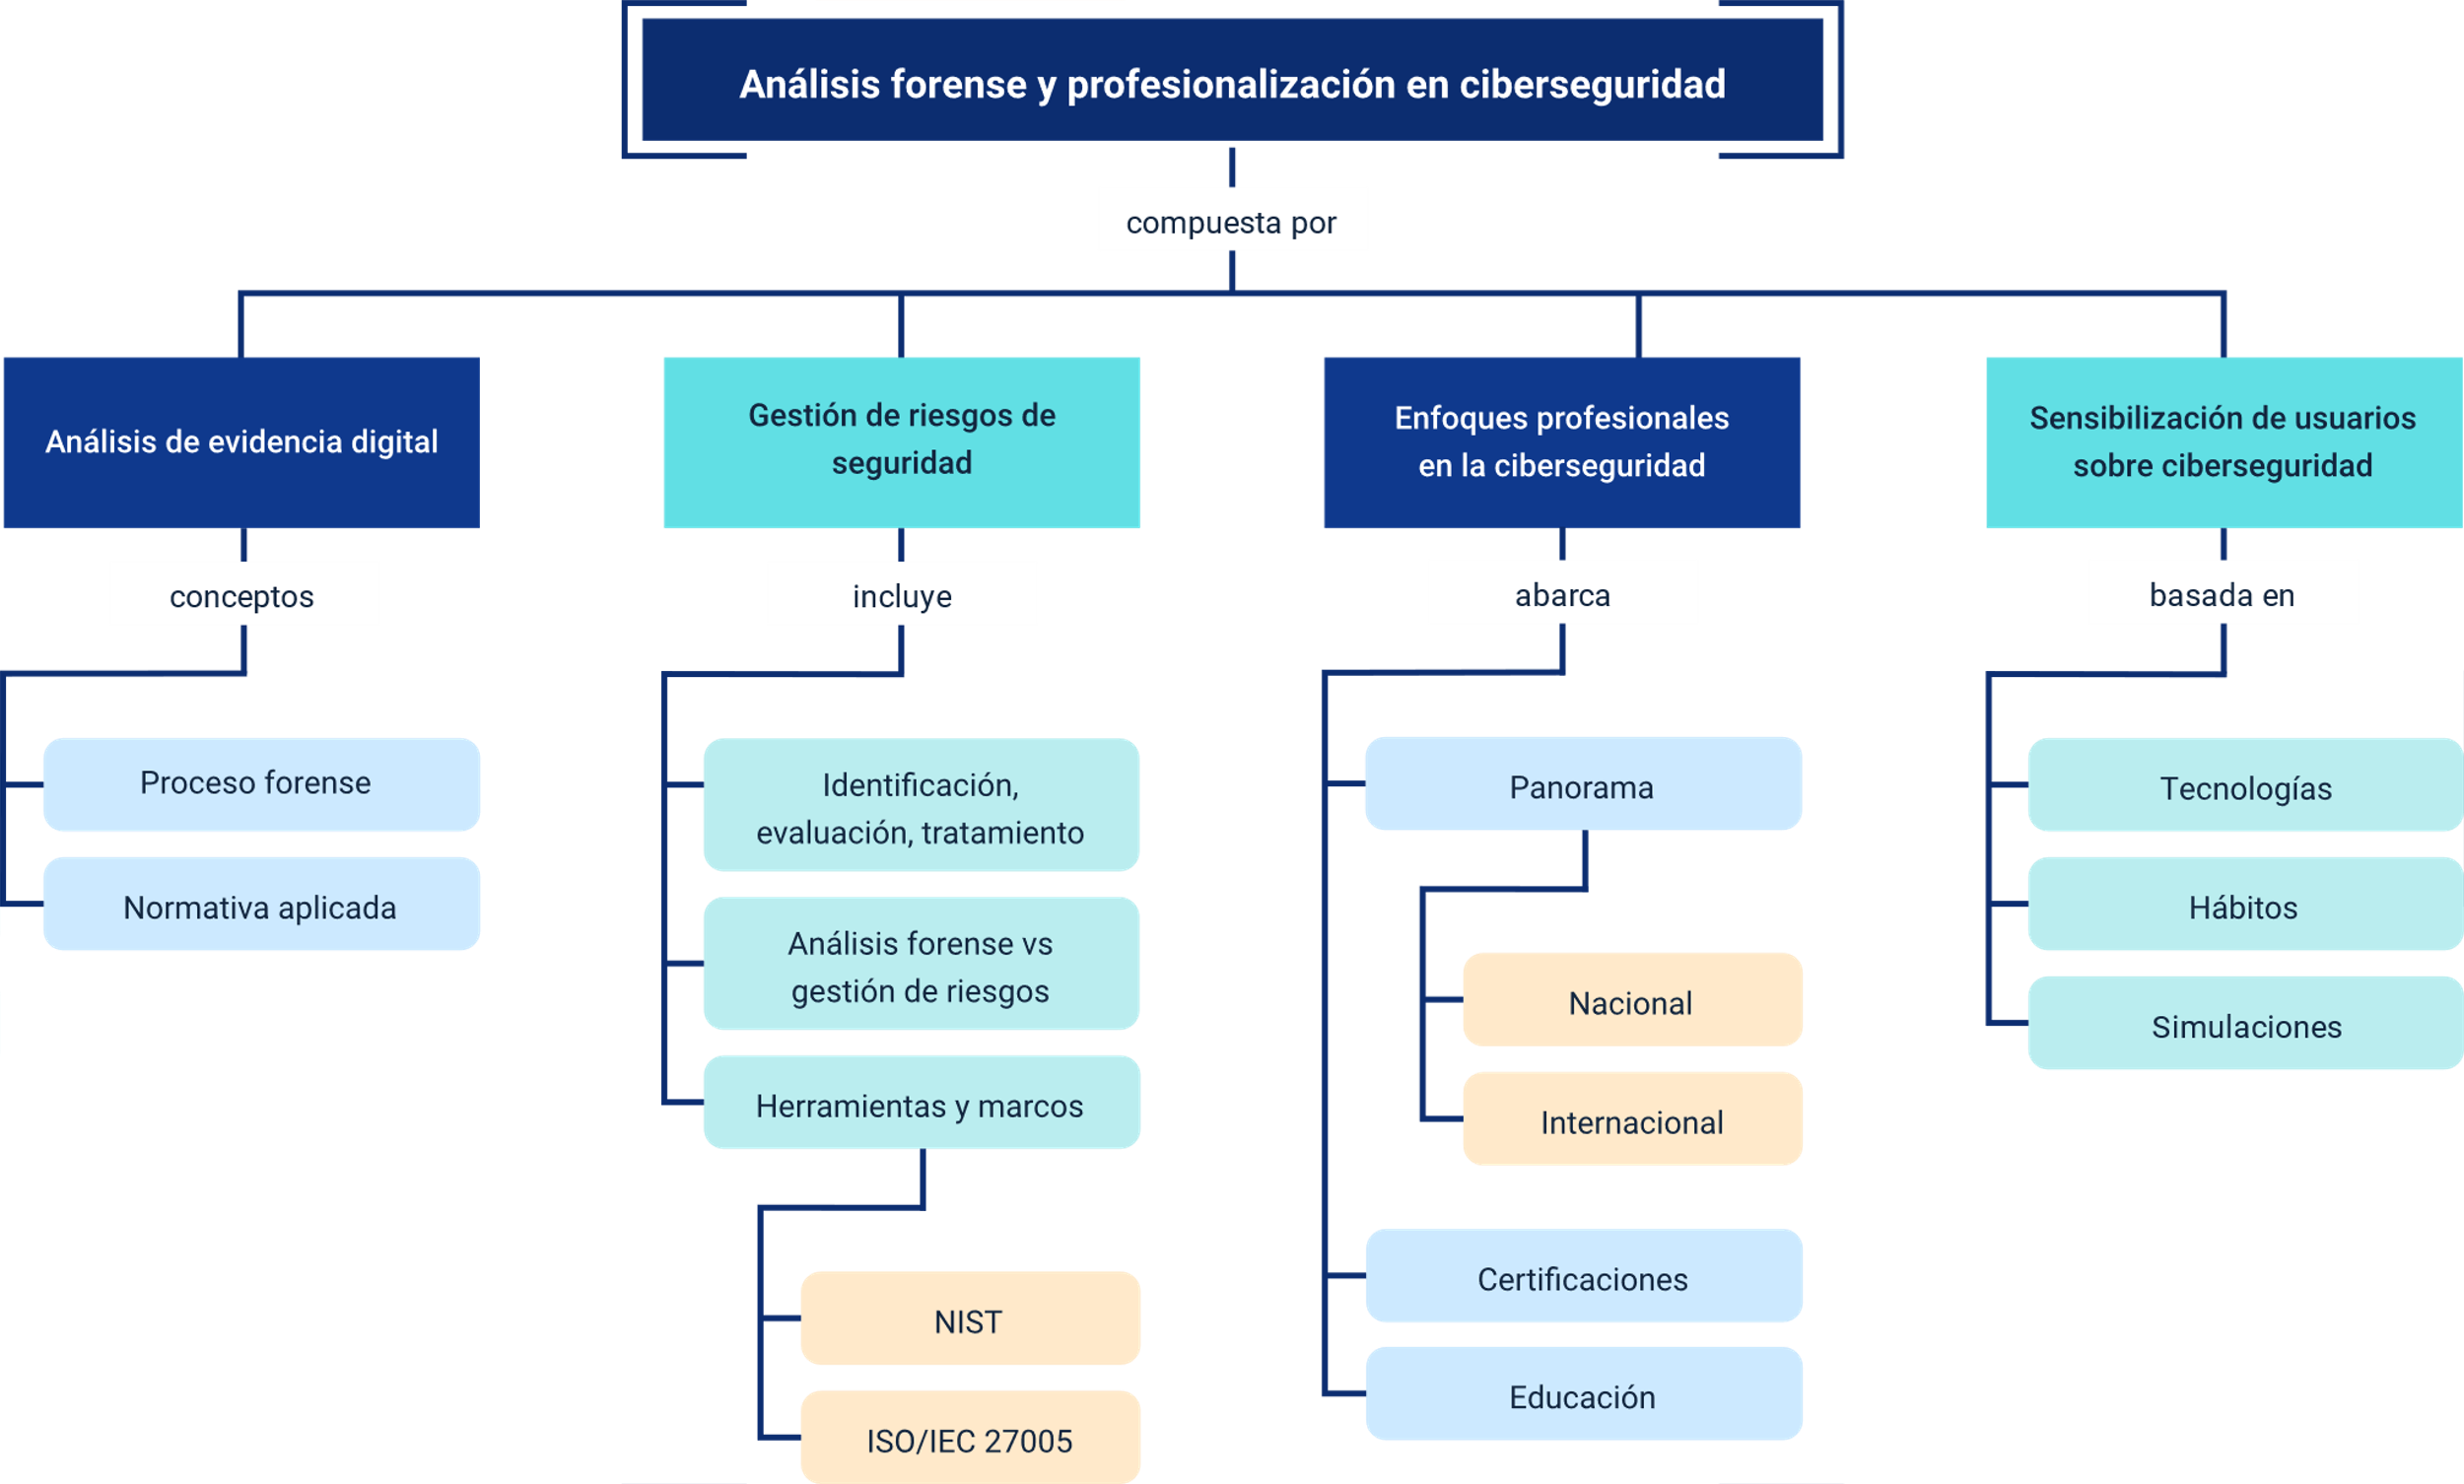 Análisis forense y profesionalización en ciberseguridad
compuesta por
Análisis de evidencia digital
conceptos
Proceso forense
Normativa aplicada
Gestión de riesgos de
seguridad
incluye
Identificación,
evaluación, tratamiento
Análisis forense vs
gestión de riesgos
Herramientas y marcos
NIST
ISO/IEC 27005
Enfoques profesionales
en la ciberseguridad
abarca
Panorama
Nacional
Internacional
Certificaciones
Educación
Sensibilización de usuarios
sobre ciberseguridad
basada en
Tecnologías
Hábitos
Simulaciones